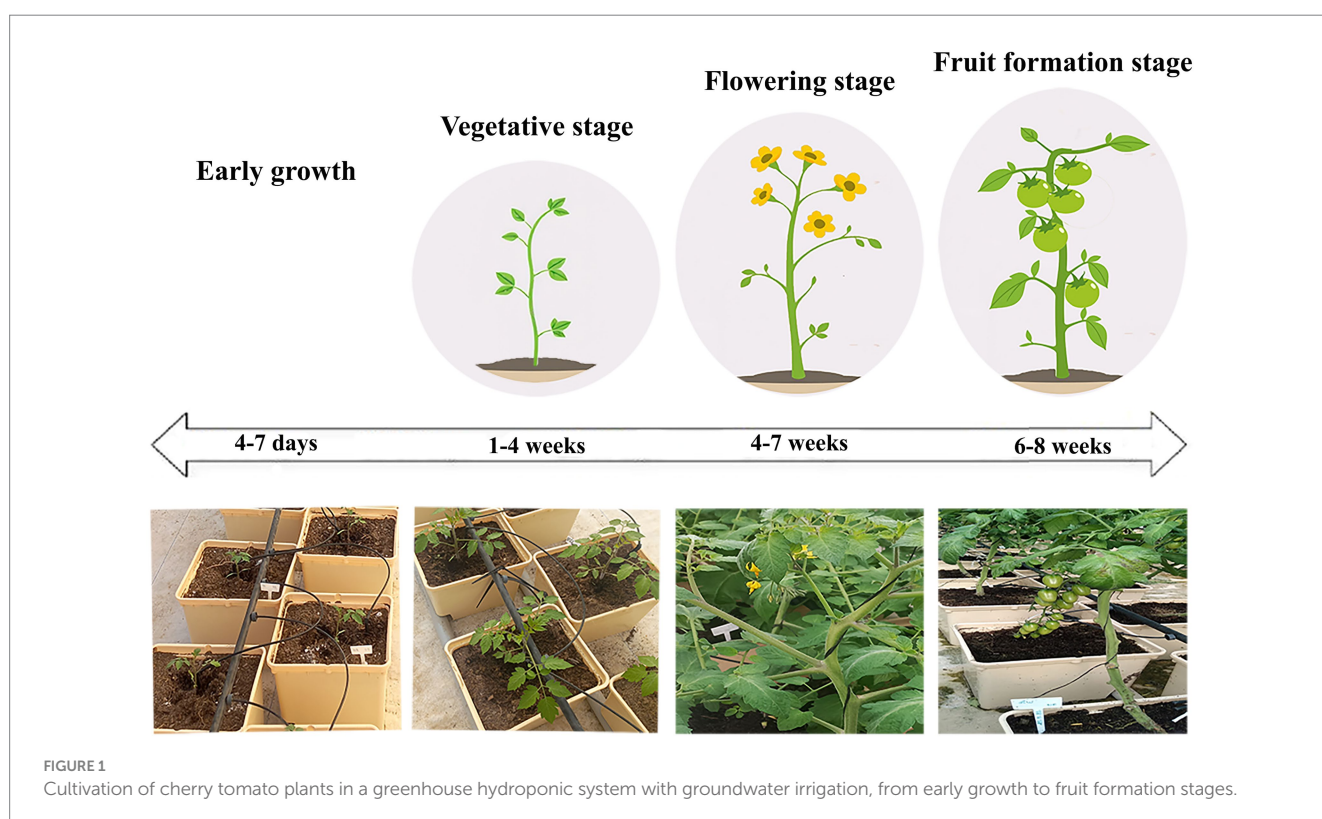 Early growth
Vegetative stage
Flowering stage
Fruit formation stage
4-7 days
1-4 weeks
4-7 weeks
6-8 weeks
FIGURE 1
Cultivation of cherry tomato plants in a greenhouse hydroponic system with groundwater irrigation, from early growth to fruit formation stages.